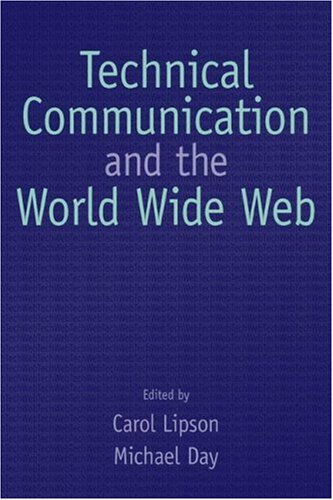 Technical
Communication
and the
World Wide Web
Edited by
Carol Lipson
Michael Day